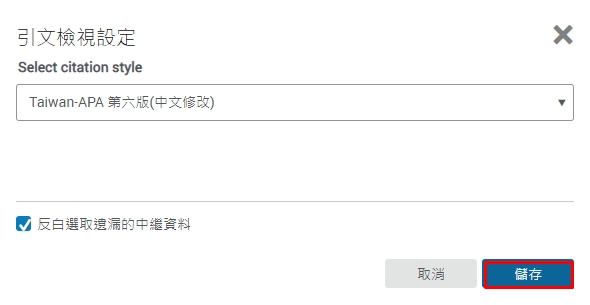 引文檢視設定
Select citation style
Taiwan-APA 第六版(中文修改)
反白選取遺漏的中繼資料
取消
儲存